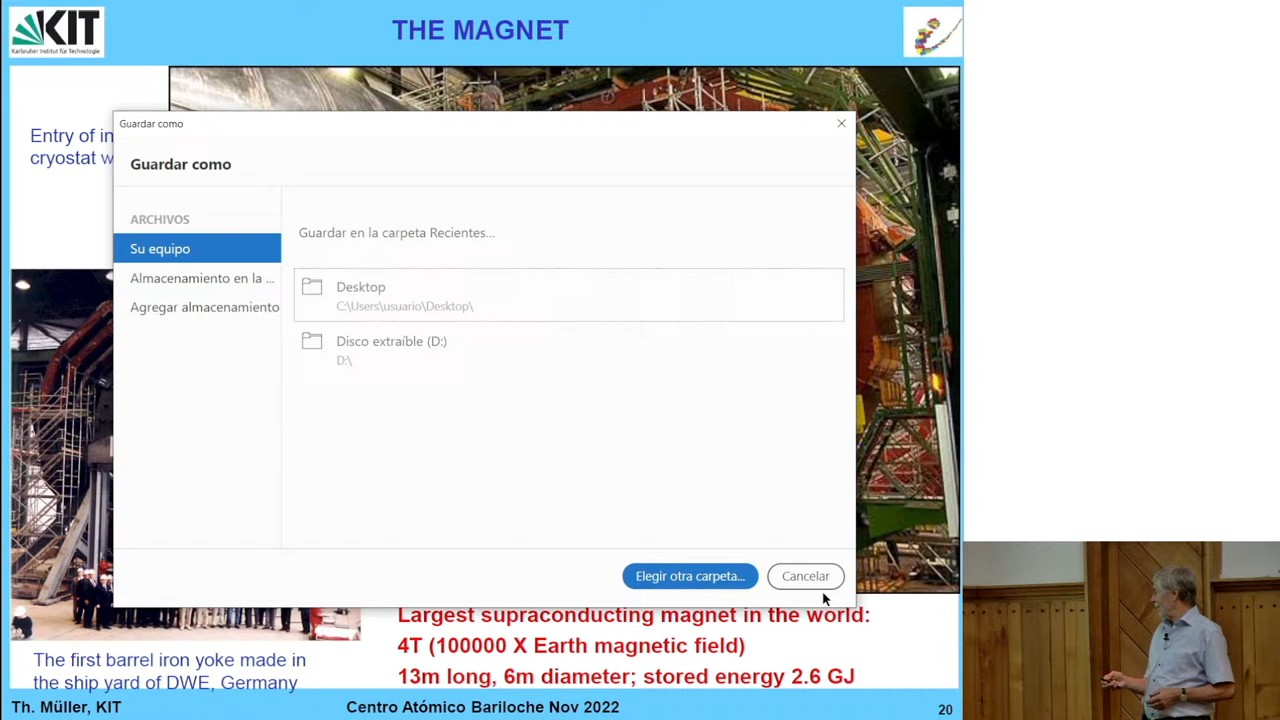 KIT
Karlsruher Institut für Technologie
THE MAGNET
Entry of in
cryostat w
Guardar como
Guardar como
ARCHIVOS
Su equipo
Almacenamiento en la ...
Agregar almacenamiento
Guardar en la carpeta Recientes...
Desktop
C:\Users\usuario\Desktop\
Disco extraíble (D:)
D:\
Elegir otra carpeta...
Cancelar
Largest supraconducting magnet in the world:
4T (100000 X Earth magnetic field)
13m long, 6m diameter; stored energy 2.6 GJ
The first barrel iron yoke made in
the ship yard of DWE, Germany
Th. Müller, KIT
Centro Atómico Bariloche Nov 2022
20